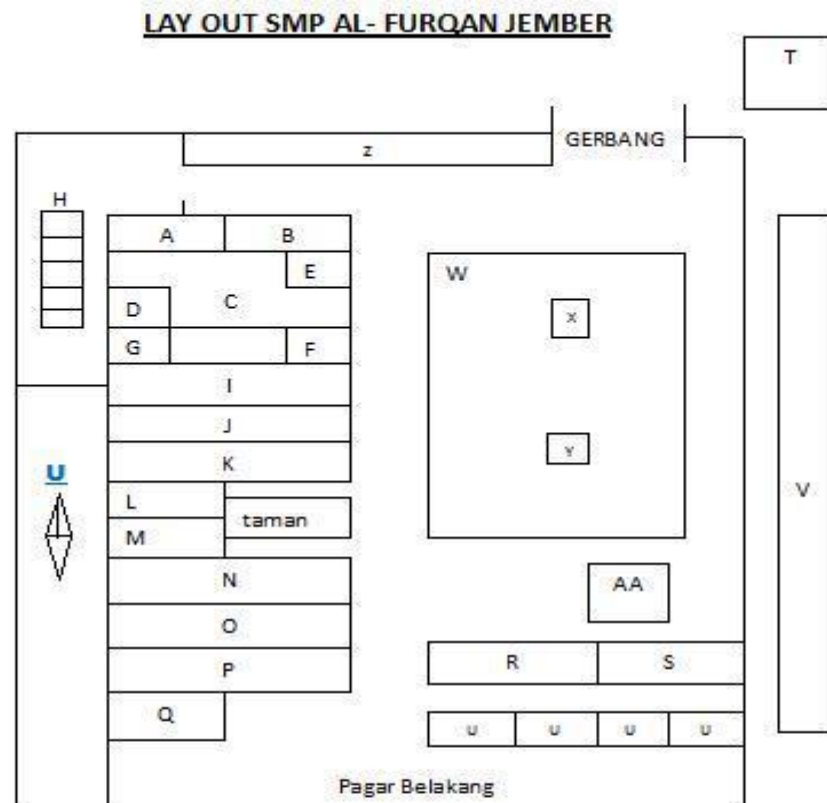 LAY OUT SMP AL- FURQAN JEMBER
T
GERBANG
z
H
A B
E
W
D C
X
G F
I
J
K
U
Y
V
L
taman
M
N
AA
O
R S
P
Q
U U U U
Pagar Belakang